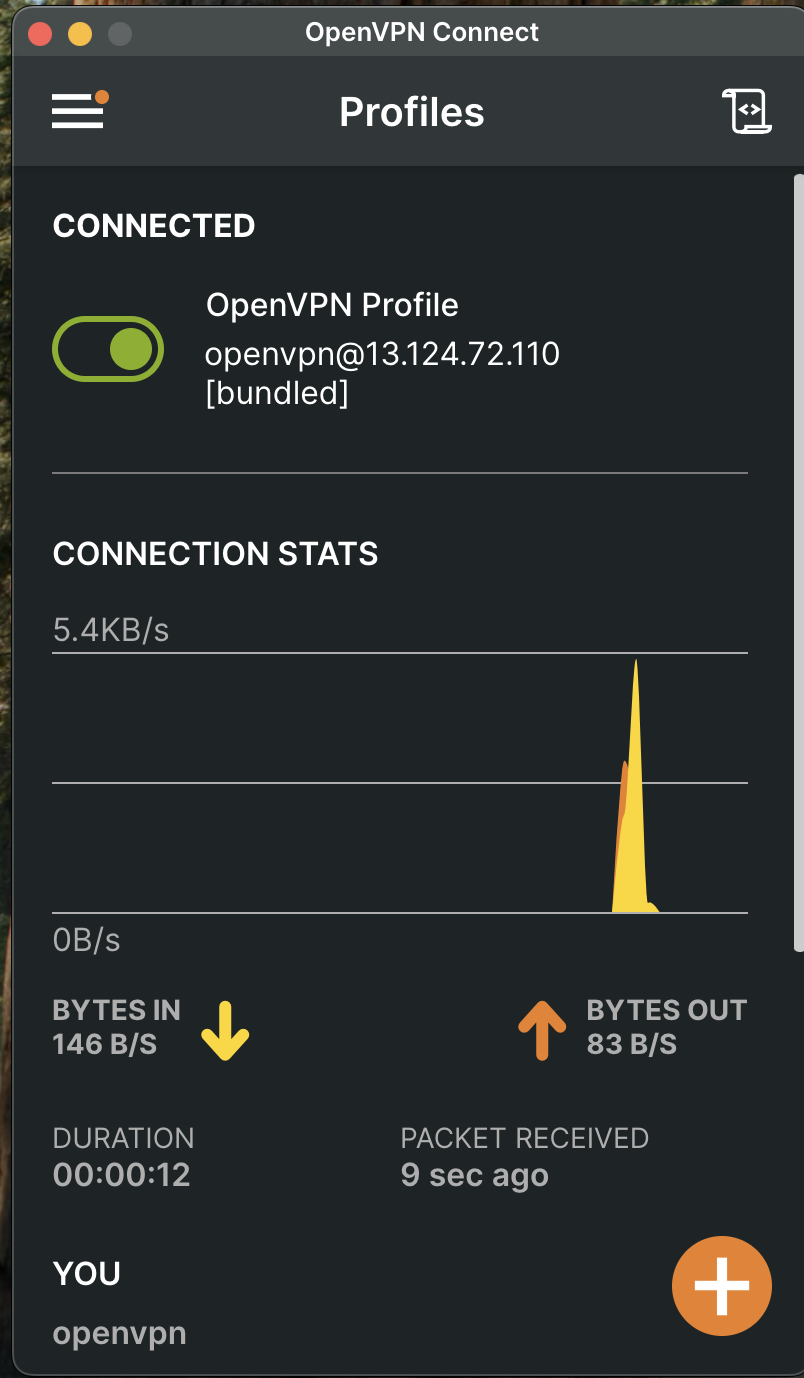 OpenVPN Connect
Profiles
CONNECTED
OpenVPN Profile
openvpn@13.124.72.110
[bundled]
CONNECTION STATS
5.4KB/s
0B/s
BYTES IN
146 B/S
BYTES OUT
83 B/S
DURATION
00:00:12
PACKET RECEIVED
9 sec ago
YOU
openvpn